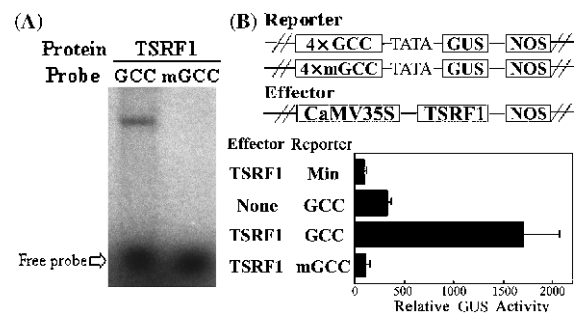 (A)
Protein TSRF1
Probe GCC mGCC
Free probe
(B) Reporter
4×GCC TATA GUS NOS
4×mGCC TATA GUS NOS
Effector
CaMV35S TSRF1 NOS
Effector Reporter
TSRF1 Min
None GCC
TSRF1 GCC
TSRF1 mGCC
0 500 1000 1500 2000
Relative GUS Activity